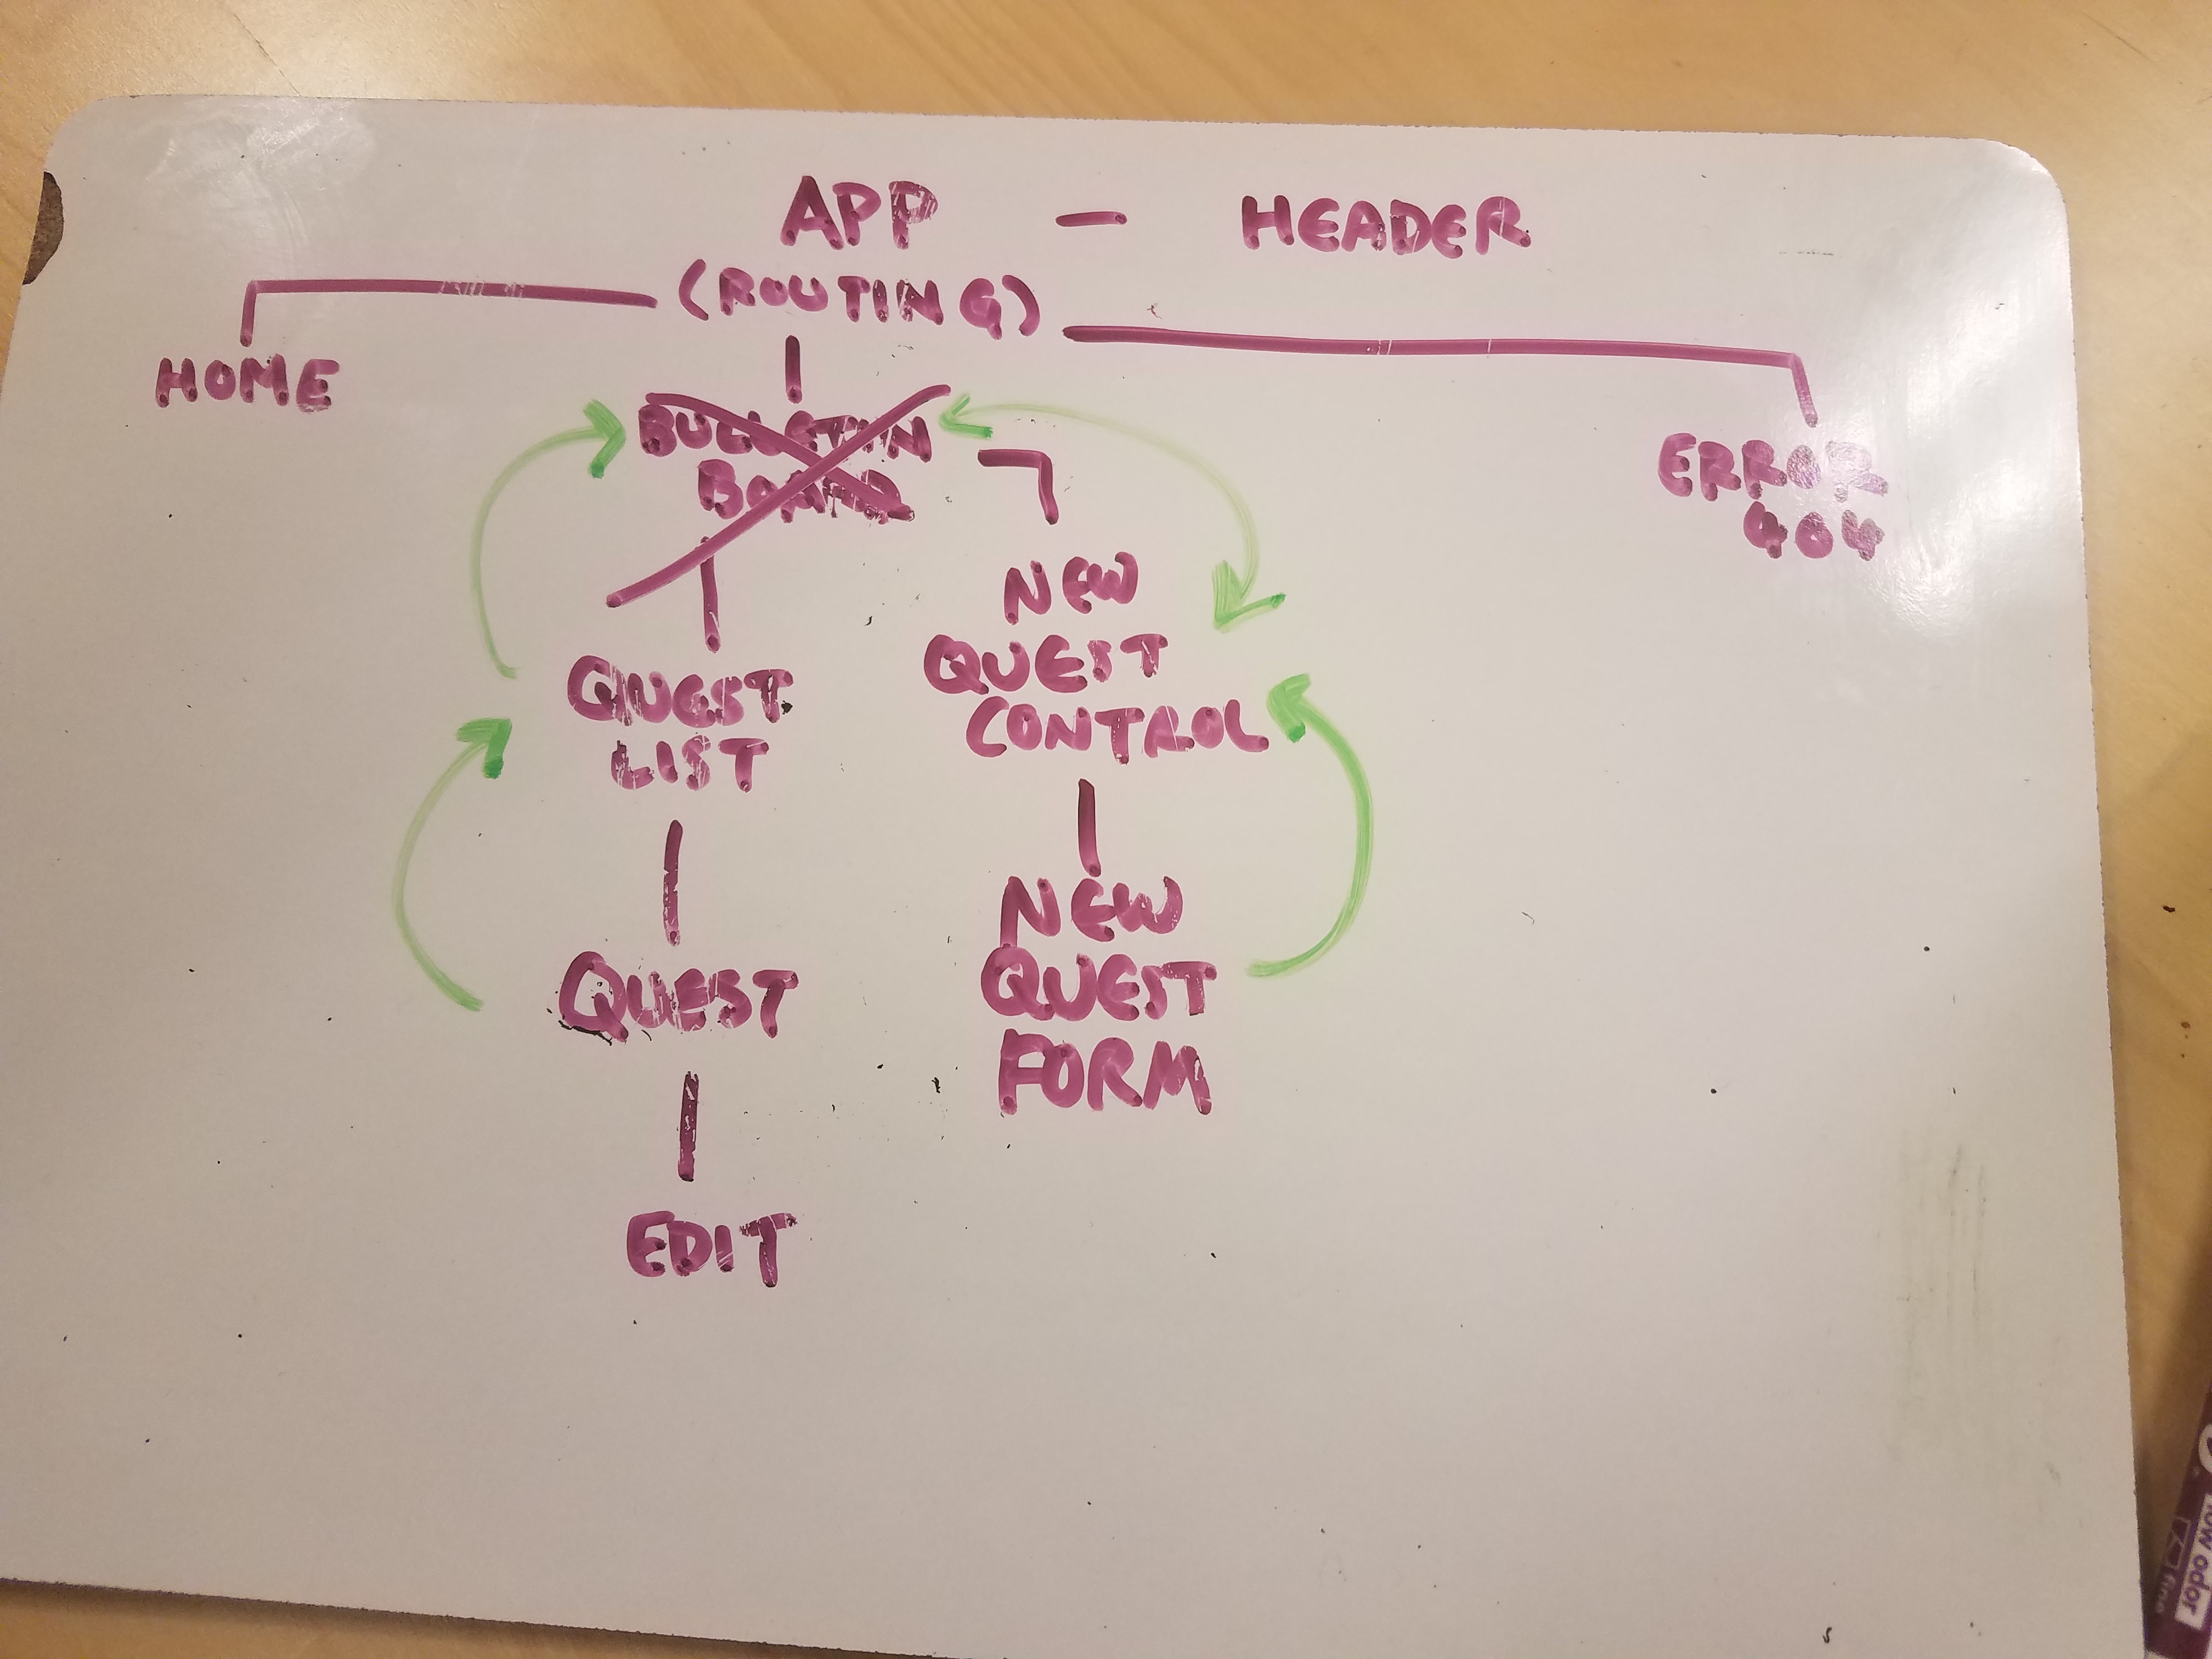 APP - HEADER
(ROUTING)
HOME
BULLETIN
BOARD
ERROR
404
NEW
QUEST
CONTROL
QUEST
LIST
NEW
QUEST
FORM
QUEST
EDIT
low odor
fine